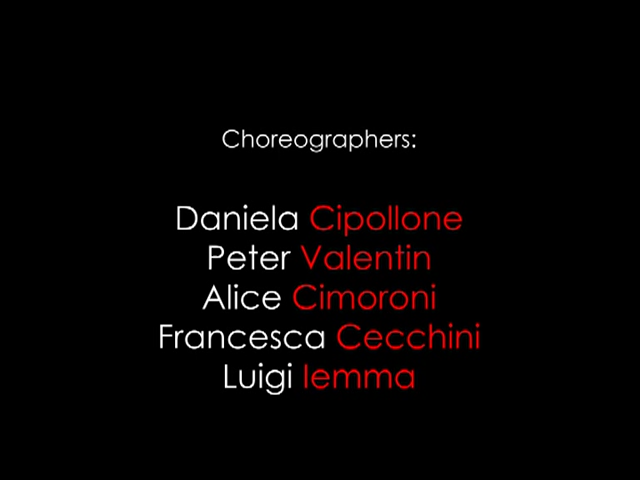 Choreographers:
Daniela Cipollone
Peter Valentin
Alice Cimoroni
Francesca Cecchini
Luigi Iemma